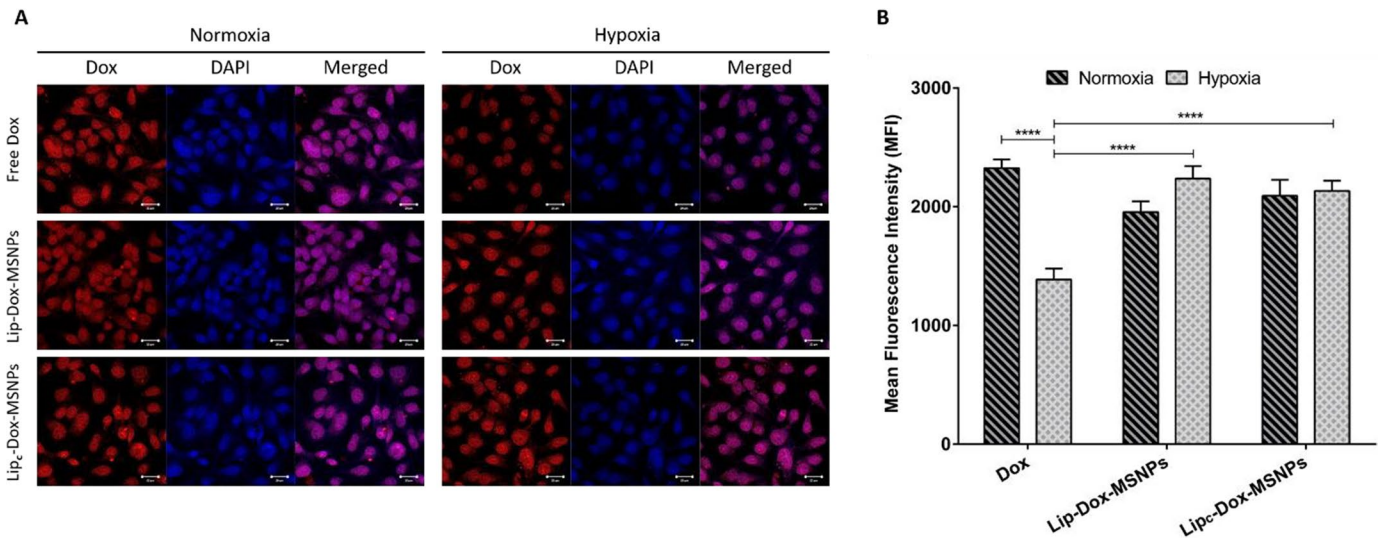 A
Normoxia
Hypoxia
Dox DAPI Merged
Dox DAPI Merged
Free Dox
Lip-Dox-MSNPs
Lipc-Dox-MSNPs
B
Normoxia Hypoxia
Mean Fluorescence Intensity (MFI)
3000
2000
1000
0
****
****
****
Dox
Lip-Dox-MSNPs
Lipc-Dox-MSNPs